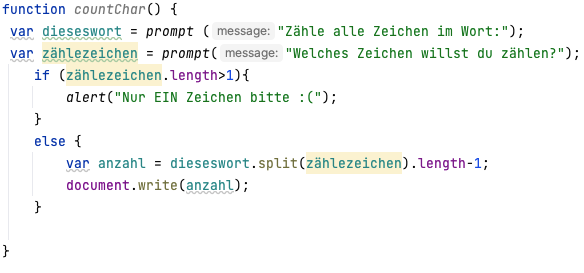 function countChar() {
var dieseswort = prompt ( message: "Zähle alle Zeichen im Wort:");
var zählezeichen = prompt( message: "Welches Zeichen willst du zählen?");
if (zählezeichen.length>1){
alert("Nur EIN Zeichen bitte :(");
}
else {
var anzahl = dieseswort.split(zählezeichen).length-1;
document.write(anzahl);
}
}